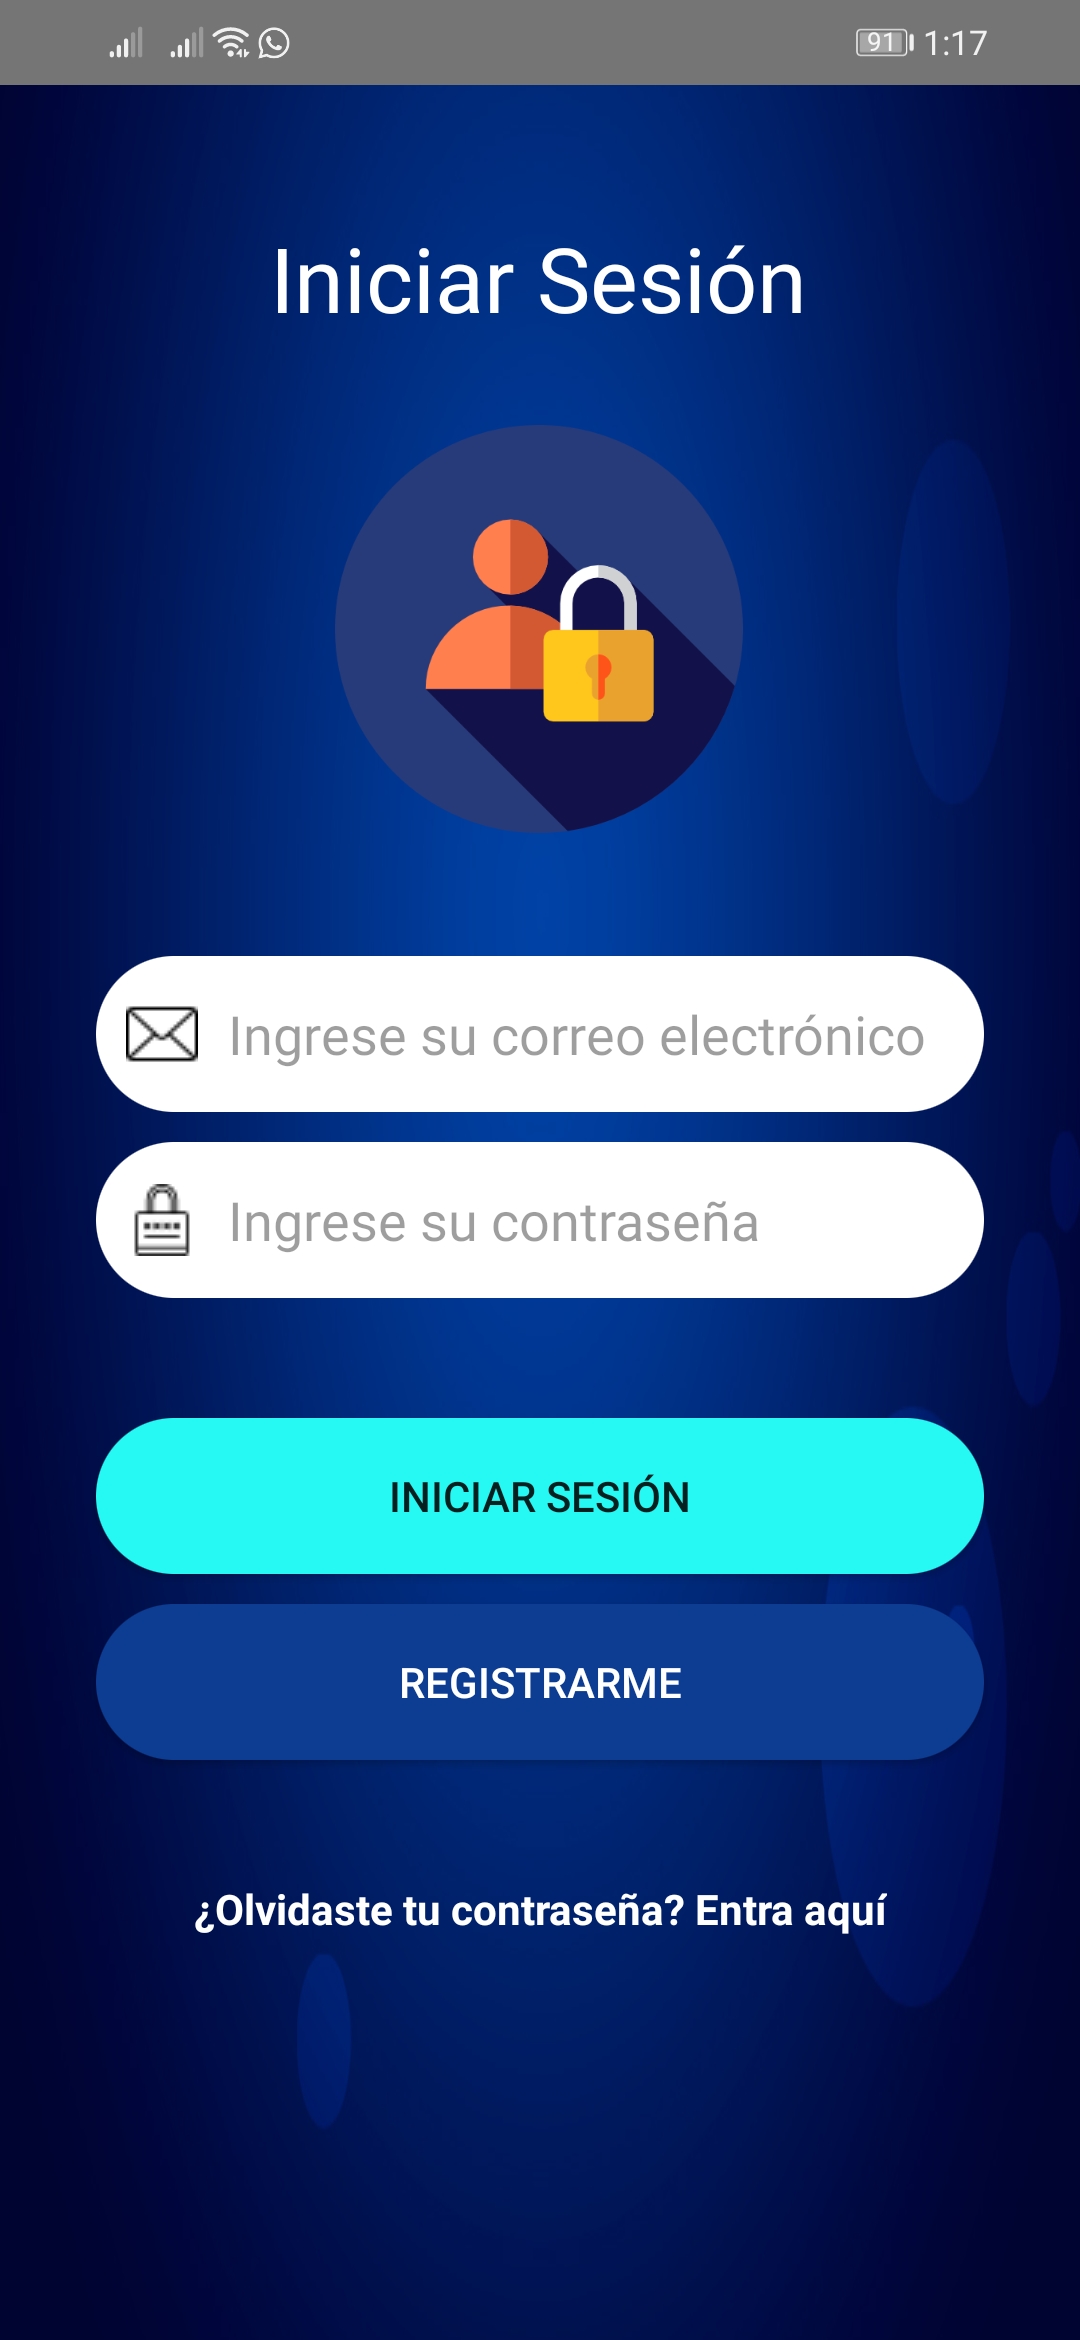 91 1:17
Iniciar Sesión
Ingrese su correo electrónico
Ingrese su contraseña
INICIAR SESIÓN
REGISTRARME
¿Olvidaste tu contraseña? Entra aquí